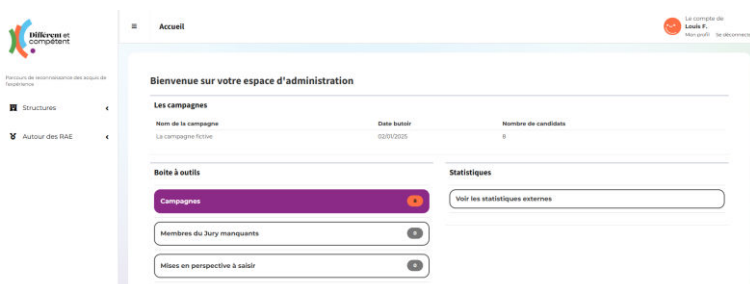 Différent et
compétent
Parcours de reconnaissance des acquis de
l'expérience
Structures
Autour des RAE
Accueil
La compte de
Louis F.
Mon profil Se déconnecter
Bienvenue sur votre espace d'administration
Les campagnes
Nom de la campagne Date butoir Nombre de candidats
La campagne fictive 02/01/2025 8
Boite à outils
Campagnes
Membres du Jury manquants 0
Mises en perspective à saisir 0
Statistiques
Voir les statistiques externes